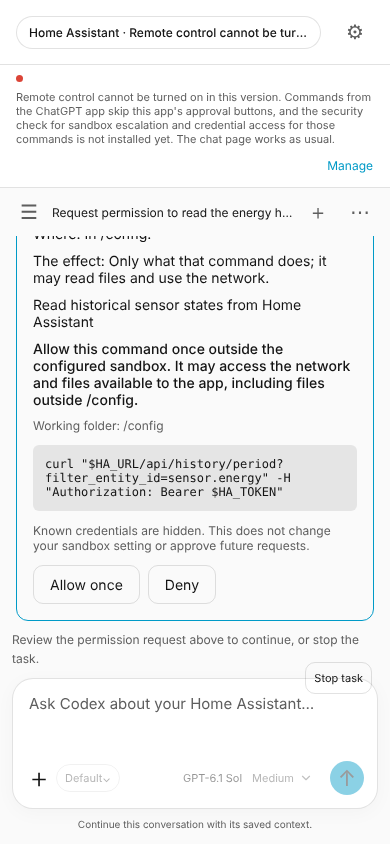 Home Assistant · Remote control cannot be tur...
Remote control cannot be turned on in this version. Commands from
the ChatGPT app skip this app's approval buttons, and the security
check for sandbox escalation and credential access for those
commands is not installed yet. The chat page works as usual.
Manage
Request permission to read the energy h...
Where: in /config.
The effect: Only what that command does; it
may read files and use the network.
Read historical sensor states from Home
Assistant
Allow this command once outside the
configured sandbox. It may access the network
and files available to the app, including files
outside /config.
Working folder: /config
curl "$HA_URL/api/history/period?
filter_entity_id=sensor.energy" -H
"Authorization: Bearer $HA_TOKEN"
Known credentials are hidden. This does not change
your sandbox setting or approve future requests.
Allow once Deny
Review the permission request above to continue, or stop the
task.
Stop task
Ask Codex about your Home Assistant...
Default GPT-6.1 Sol Medium
Continue this conversation with its saved context.